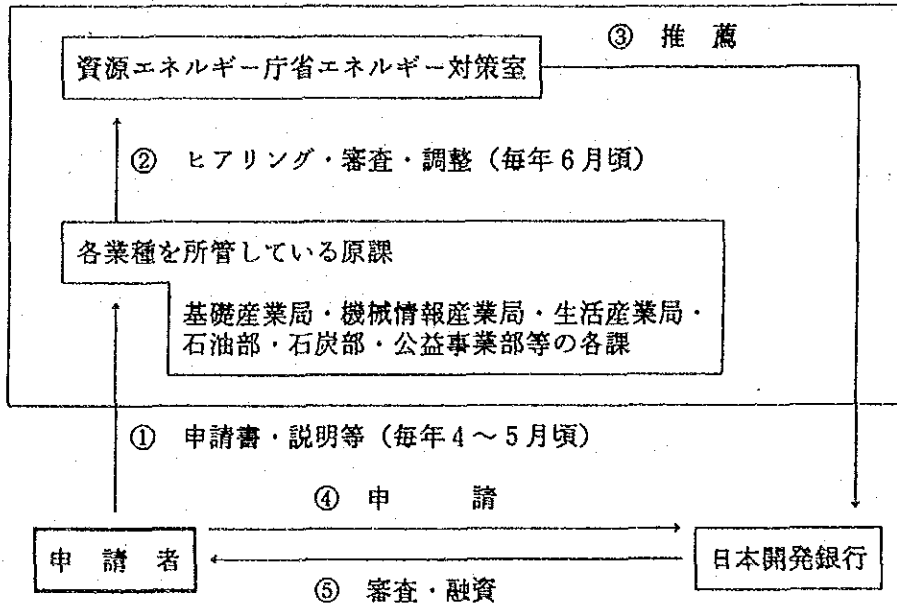 ③ 推 薦
資源エネルギー庁省エネルギー対策室
② ヒアリング・審査・調整（毎年6月頃）
各業種を所管している原課
基礎産業局・機械情報産業局・生活産業局・
石油部・石炭部・公益事業部等の各課
① 申請書・説明等（毎年4～5月頃）
④ 申 請
申 請 者
日本開発銀行
⑤ 審査・融資